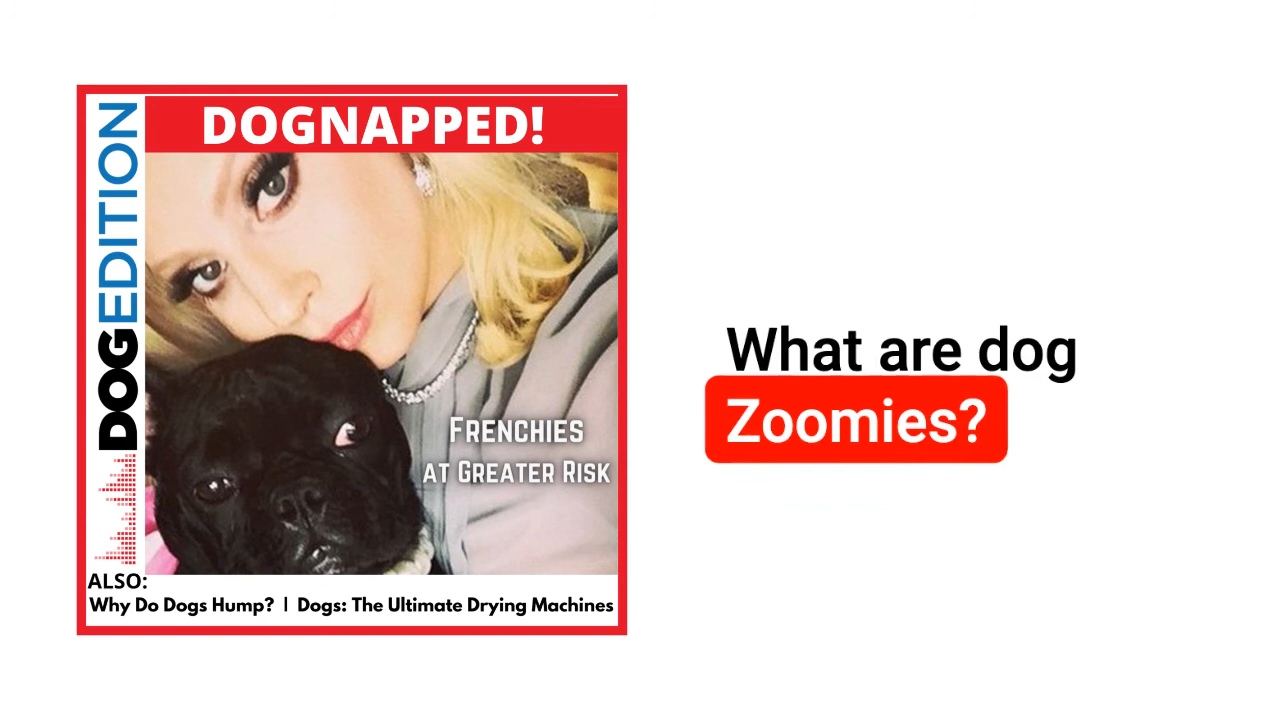 DOGNAPPED!
DOGEDITION
FRENCHIES
AT GREATER RISK
ALSO:
Why Do Dogs Hump? | Dogs: The Ultimate Drying Machines
What are dog
Zoomies?